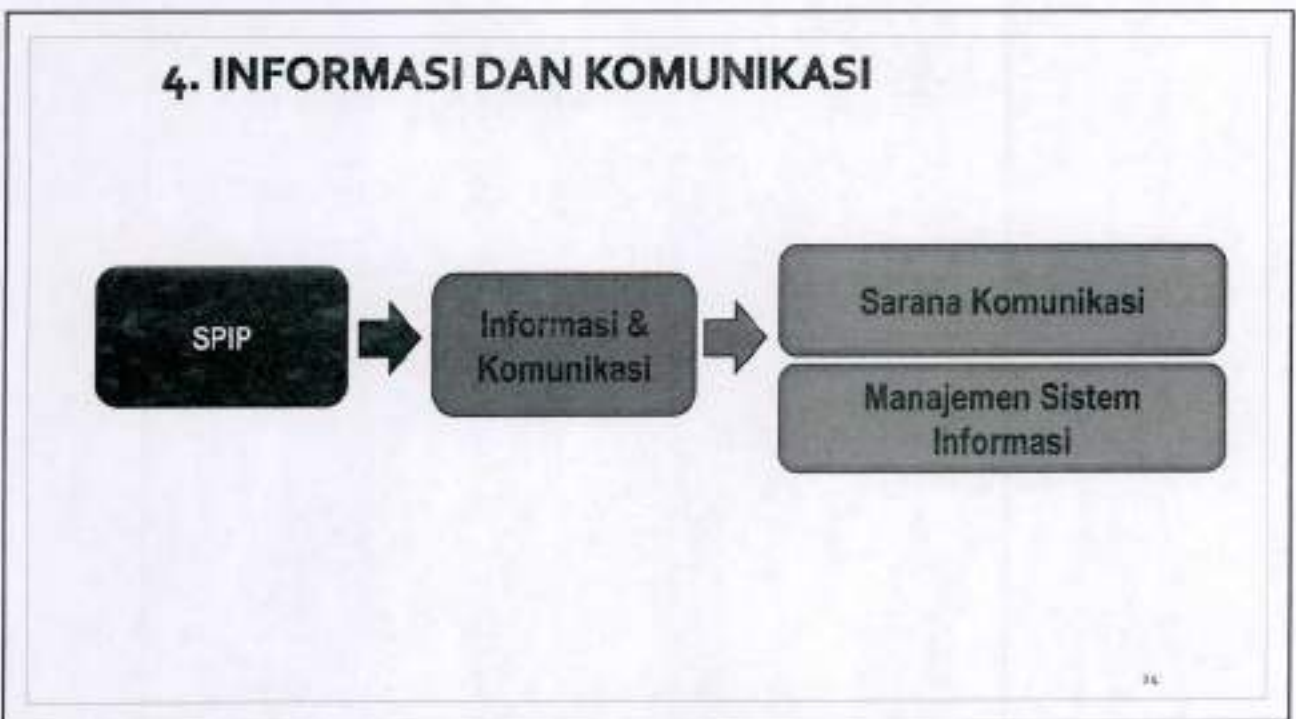 4. INFORMASI DAN KOMUNIKASI
SPIP
Informasi &
Komunikasi
Sarana Komunikasi
Manajemen Sistem
Informasi